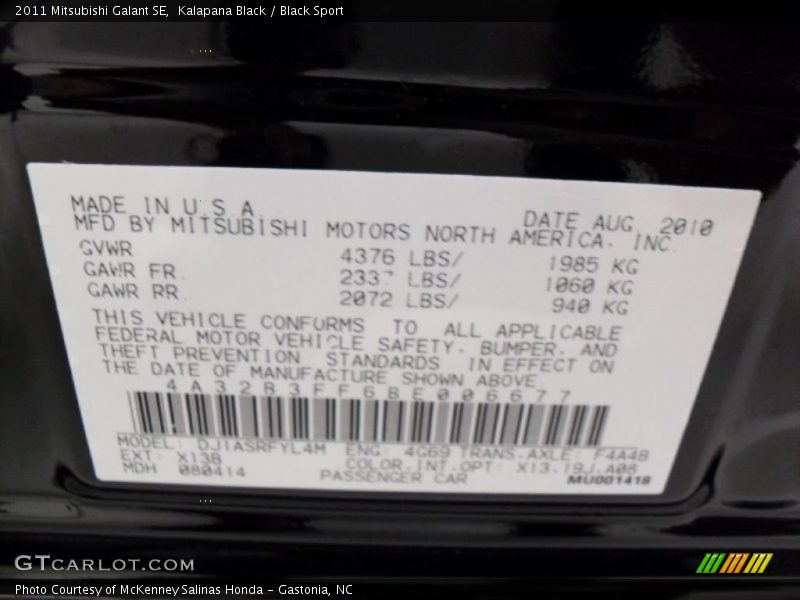 2011 Mitsubishi Galant SE,  Kalapana Black / Black Sport
MADE IN U.S.A. DATE AUG. 2010
MFD BY MITSUBISHI MOTORS NORTH AMERICA. INC.
GVWR 4376 LBS/ 1985 KG
GAWR FR. 2337 LBS/ 1060 KG
GAWR RR. 2072 LBS/ 940 KG
THIS VEHICLE CONFORMS TO ALL APPLICABLE
FEDERAL MOTOR VEHICLE SAFETY. BUMPER. AND
THEFT PREVENTION STANDARDS IN EFFECT ON
THE DATE OF MANUFACTURE SHOWN ABOVE.
4A32B3FF6BE006677
MODEL: DJ1ASRFYL4M ENG: 4G69 TRANS.AXLE: F4A4B
EXT: X13B COLOR.INT.OPT: X13.19J.A08
MDH 080414 PASSENGER CAR MU001418
GTCARLOT.COM
Photo Courtesy of McKenney Salinas Honda - Gastonia, NC